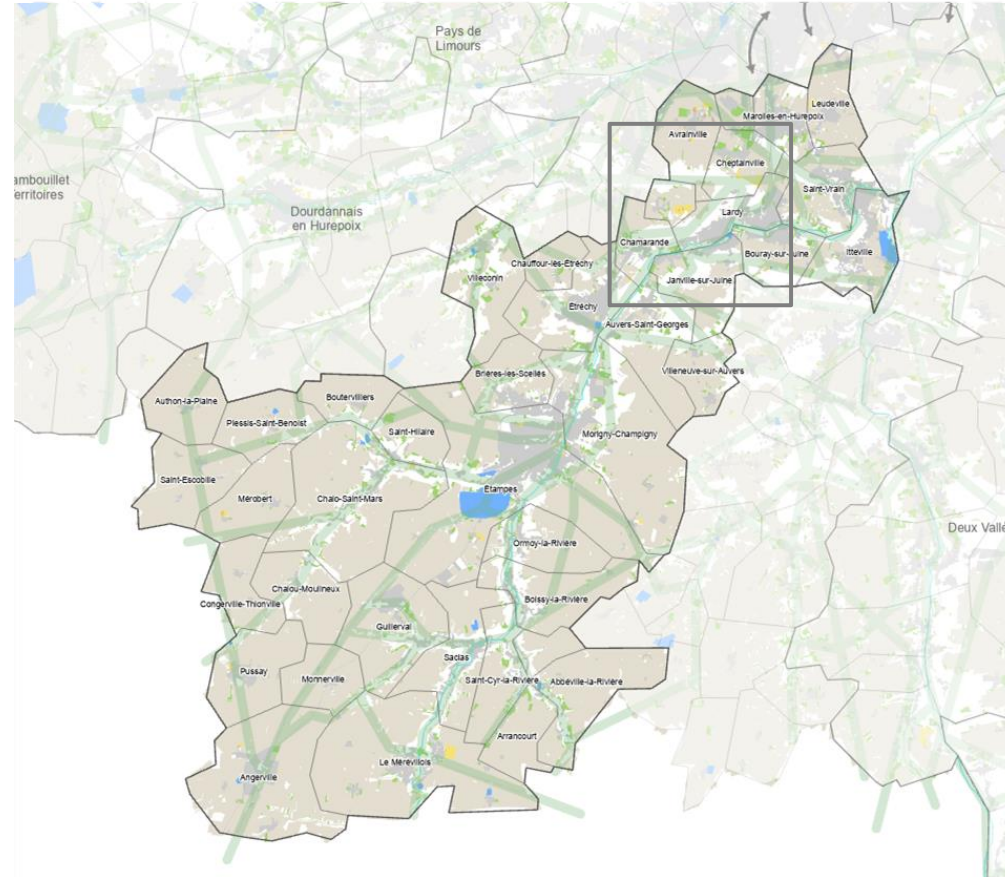 Pays de
Limours
Leudeville
Marolles-en-Hurepoix
Avrainville
Cheptainville
ambouillet
erritoires
Saint-Vrain
Dourdannais
en Hurepoix
Lardy
Chamarande
Bouray-sur-Juine
Itteville
Chauffour-lès-Étréchy
Villeconin
Janville-sur-Juine
Étréchy
Auvers-Saint-Georges
Brières-les-Scellés
Villeneuve-sur-Auvers
Authon-la-Plaine
Boutervilliers
Plessis-Saint-Benoist
Saint-Hilaire
Morigny-Champigny
Saint-Escobille
Mérobert
Chalo-Saint-Mars
Étampes
Deux Vallé
Ormoy-la-Rivière
Chalou-Moulineux
Boissy-la-Rivière
Congerville-Thionville
Guillerval
Saclas
Pussay
Monnerville
Saint-Cyr-la-Rivière
Abbéville-la-Rivière
Arrancourt
Le Mérévillois
Angerville